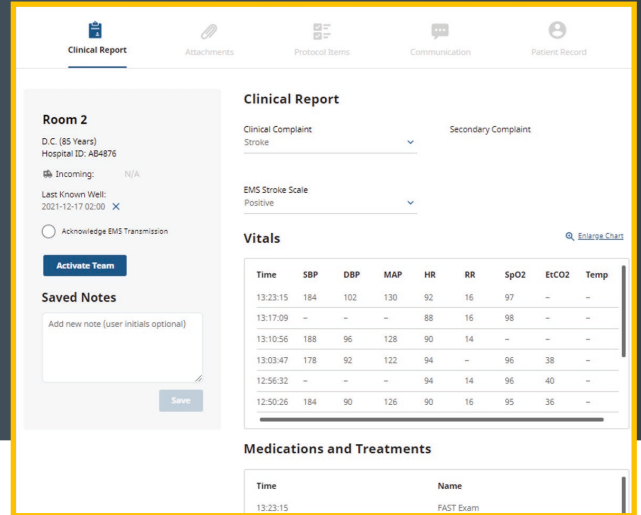 Clinical Report Attachments Protocol Items Communication Patient Record
Room 2
D.C. (85 Years)
Hospital ID: AB4876
Incoming: N/A
Last Known Well:
2021-12-17 02:00
Acknowledge EMS Transmission
Activate Team
Saved Notes
Add new note (user initials optional)
Save
Clinical Report
Clinical Complaint Secondary Complaint
Stroke
EMS Stroke Scale
Positive
Vitals Enlarge Chart
Time SBP DBP MAP HR RR SpO2 EtCO2 Temp
13:23:15 184 102 130 92 16 97 – –
13:17:09 – – – 88 16 98 – –
13:10:56 188 96 128 90 14 – – –
13:03:47 178 92 122 94 – 96 38 –
12:56:32 – – – 94 14 96 40 –
12:50:26 184 90 126 90 16 95 36 –
Medications and Treatments
Time Name
13:23:15 FAST Exam